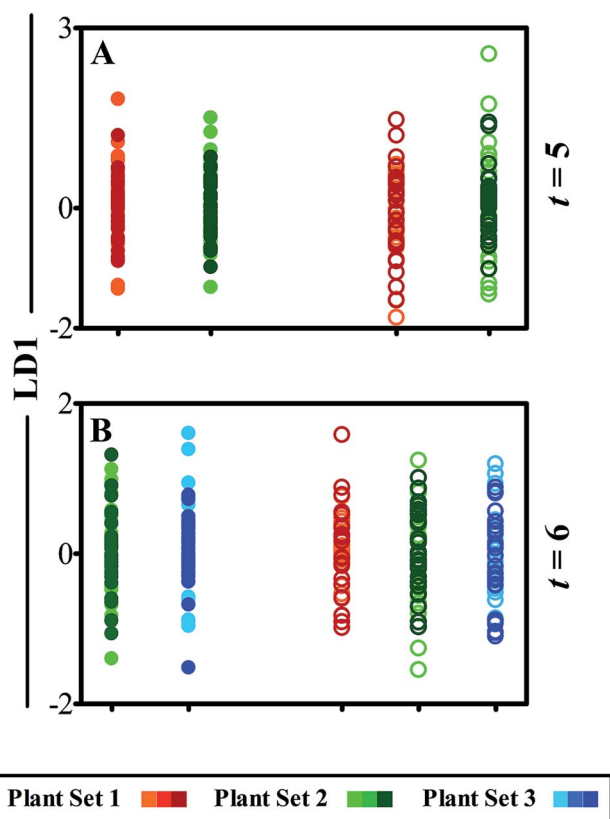 3
A
0
-2
t = 5
LD1
2
B
0
-2
t = 6
Plant Set 1 Plant Set 2 Plant Set 3